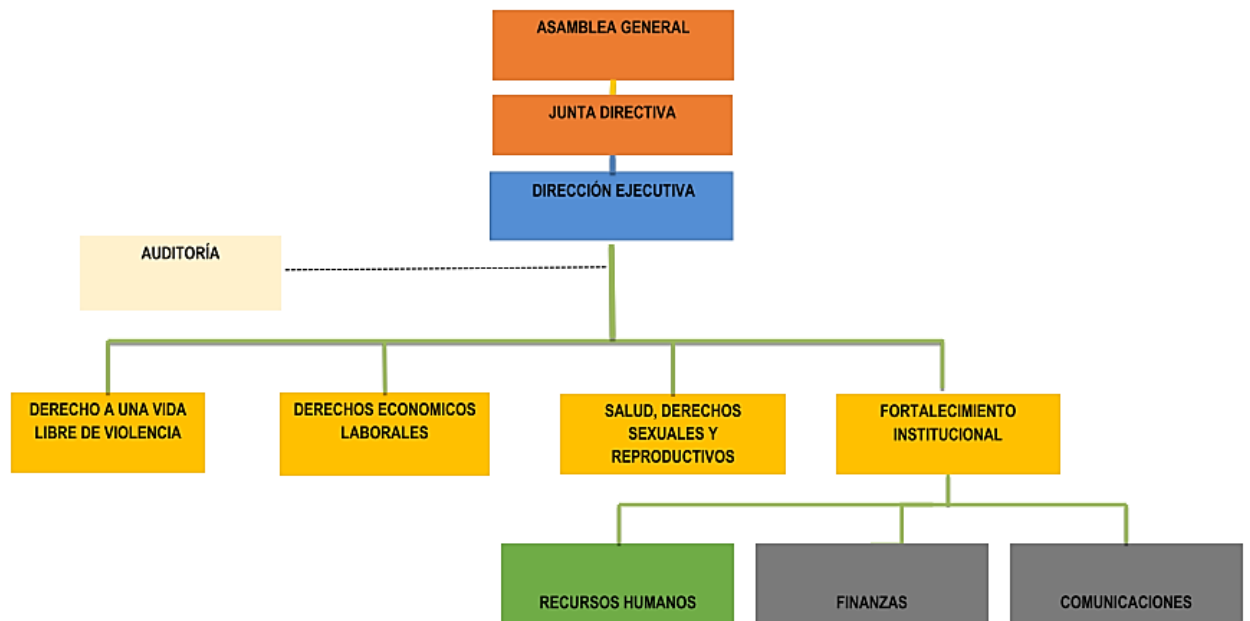 ASAMBLEA GENERAL
JUNTA DIRECTIVA
DIRECCIÓN EJECUTIVA
AUDITORÍA
DERECHO A UNA VIDA
LIBRE DE VIOLENCIA
DERECHOS ECONOMICOS
LABORALES
SALUD, DERECHOS
SEXUALES Y
REPRODUCTIVOS
FORTALECIMIENTO
INSTITUCIONAL
RECURSOS HUMANOS
FINANZAS
COMUNICACIONES